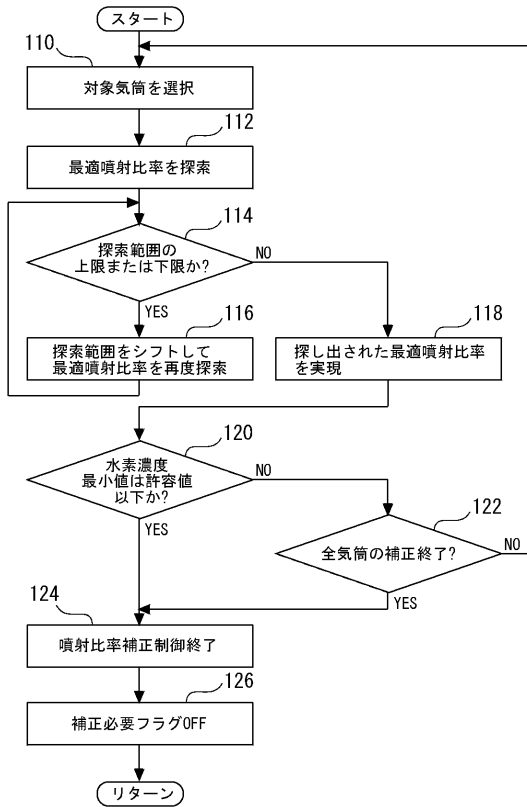 スタート
110
対象気筒を選択
112
最適噴射比率を探索
114
探索範囲の
上限または下限か?
NO
YES
116
探索範囲をシフトして
最適噴射比率を再度探索
118
探し出された最適噴射比率
を実現
120
水素濃度
最小値は許容値
以下か?
NO
YES
122
全気筒の補正終了?
NO
YES
124
噴射比率補正制御終了
126
補正必要フラグOFF
リターン